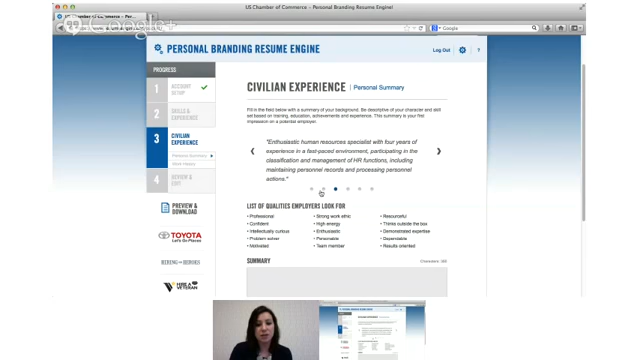 US Chamber of Commerce - Personal Branding Resume Engine!
Google+
Google
PERSONAL BRANDING RESUME ENGINE
Log Out
PROGRESS
1 ACCOUNT SETUP
2 SKILLS & EXPERIENCE
3 CIVILIAN EXPERIENCE
Personal Summary
Work History
4 REVIEW & EDIT
PREVIEW & DOWNLOAD
TOYOTA
Let's Go Places
HIRING OUR HEROES
HIRE A VETERAN
CIVILIAN EXPERIENCE | Personal Summary
Fill in the field below with a summary of your background. Be descriptive of your character and skill
set based on training, education, achievements and experience. This summary is your first
impression on a potential employer.
"Enthusiastic human resources specialist with four years of
experience in a fast-paced environment, participating in the
classification and management of HR functions, including
maintaining personnel records and processing personnel
actions."
LIST OF QUALITIES EMPLOYERS LOOK FOR
• Professional • Strong work ethic • Resourceful
• Confident • High energy • Thinks outside the box
• Intellectually curious • Enthusiastic • Demonstrated expertise
• Problem solver • Personable • Dependable
• Motivated • Team member • Results oriented
SUMMARY